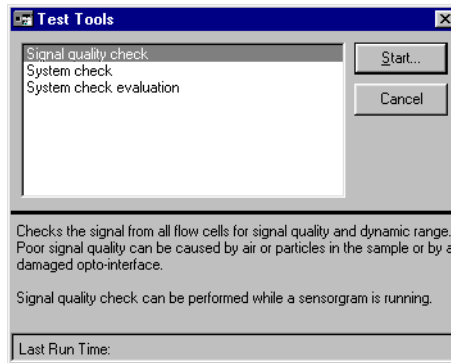 Test Tools
Signal quality check
System check
System check evaluation
Start...
Cancel
Checks the signal from all flow cells for signal quality and dynamic range.
Poor signal quality can be caused by air or particles in the sample or by a
damaged opto-interface.
Signal quality check can be performed while a sensorgram is running.
Last Run Time: